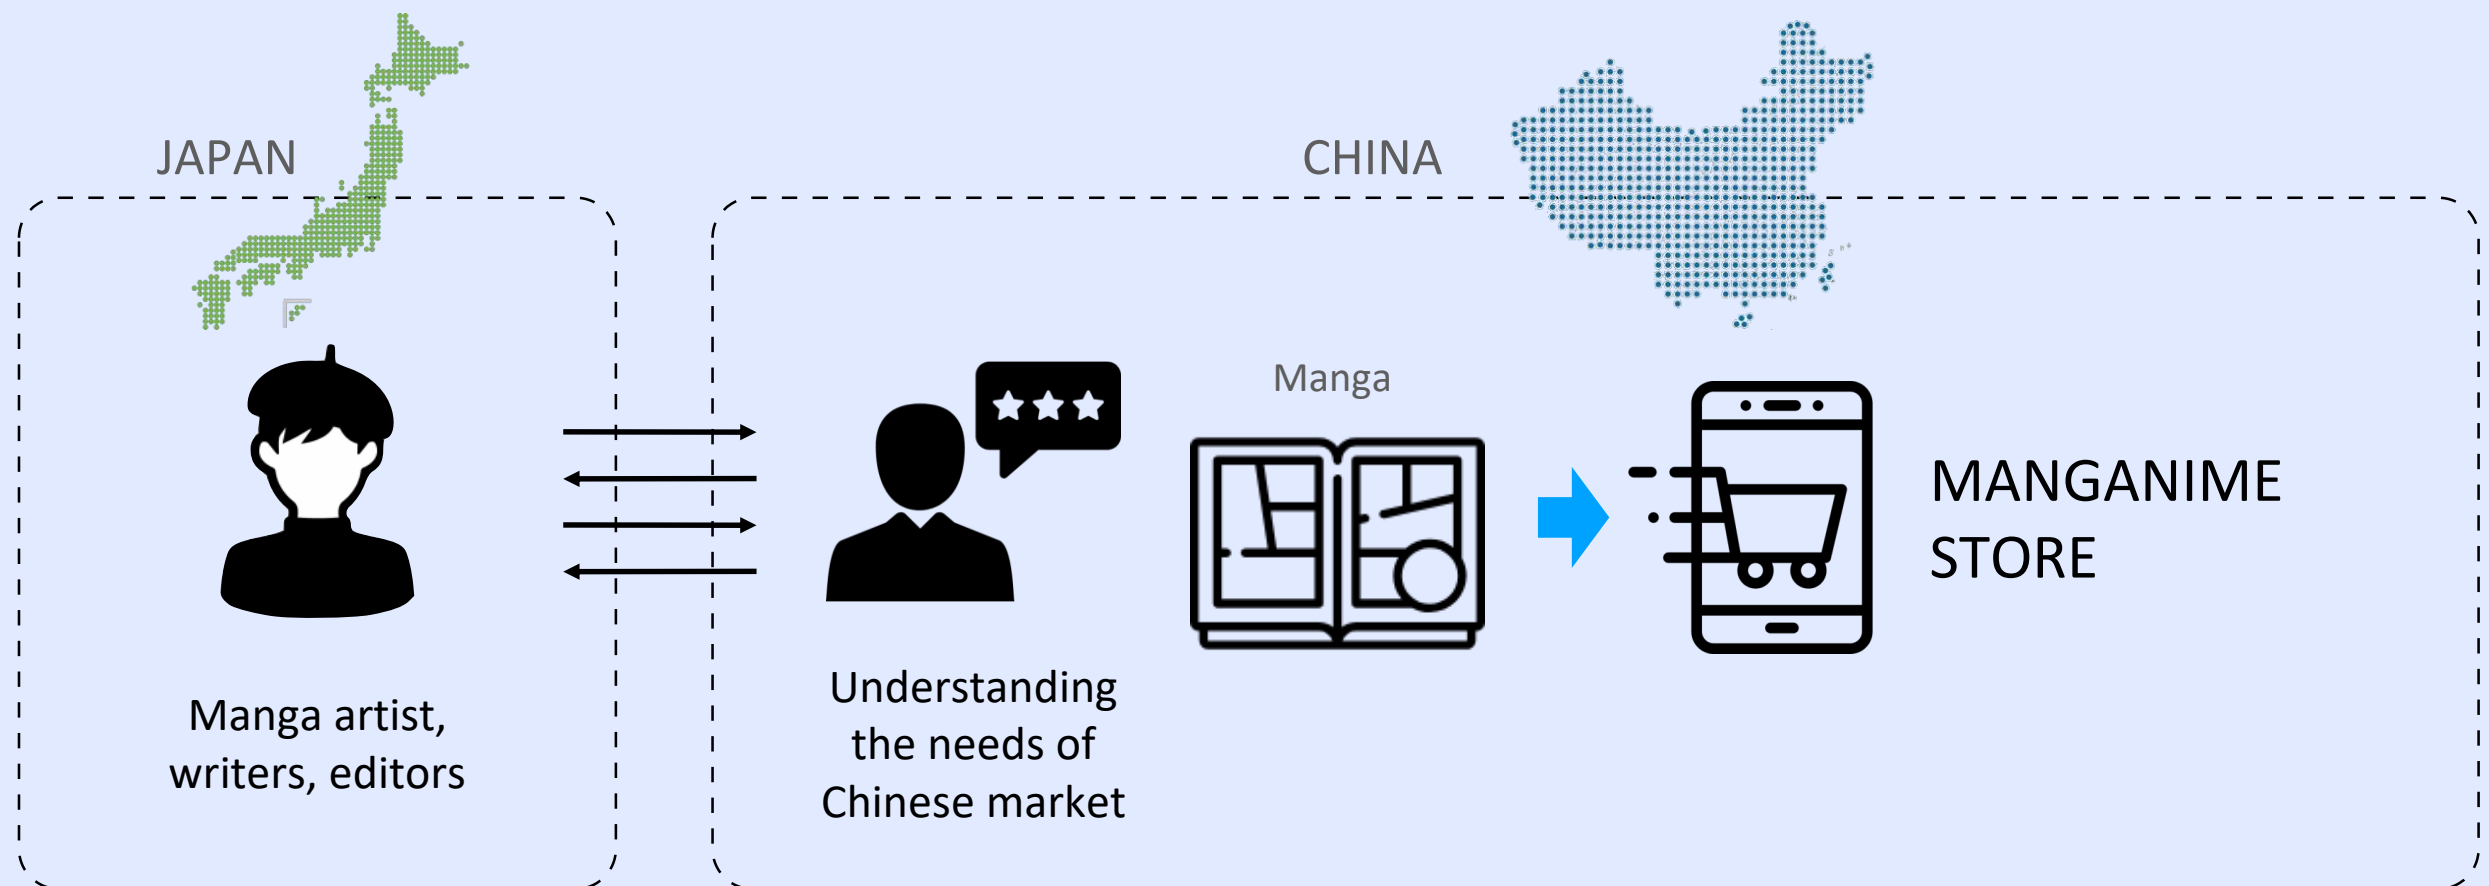 JAPAN
CHINA
Manga
MANGANIME
STORE
Manga artist,
writers, editors
Understanding
the needs of
Chinese market